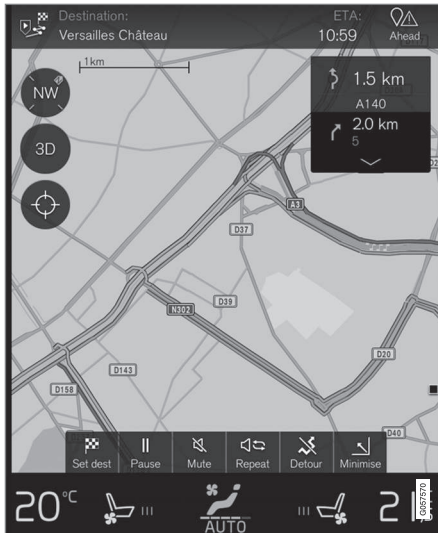 Destination:
Versailles Château
ETA:
10:59
Ahead
1km
NW
3D
1.5 km
A140
2.0 km
5
A3
D37
D39
N302
D143
D158
D20
D40
Set dest
Pause
Mute
Repeat
Detour
Minimise
20°C
AUTO
G057570